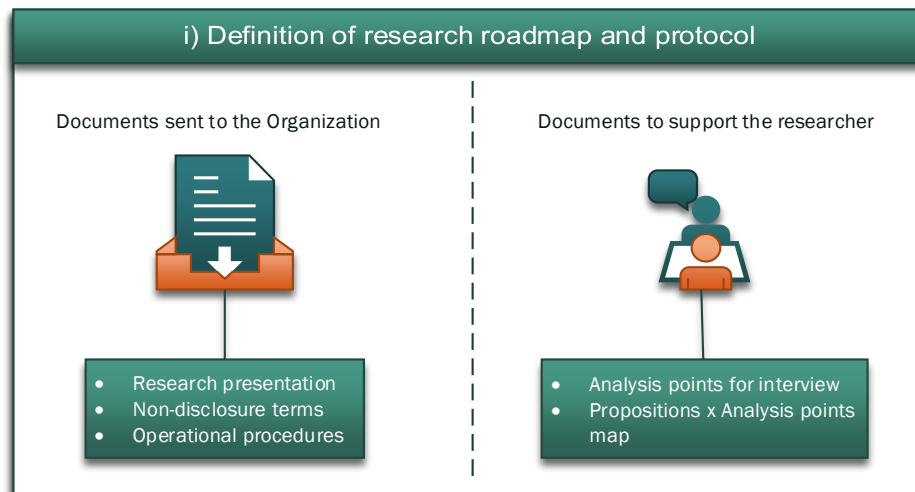 i) Definition of research roadmap and protocol
Documents sent to the Organization
• Research presentation
• Non-disclosure terms
• Operational procedures
Documents to support the researcher
• Analysis points for interview
• Propositions x Analysis points
map